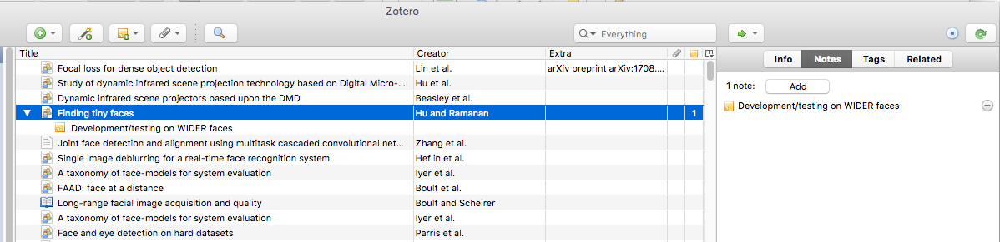 Zotero
Everything
Title Creator Extra
Focal loss for dense object detection Lin et al. arXiv preprint arXiv:1708....
Study of dynamic infrared scene projection technology based on Digital Micro-... Hu et al.
Dynamic infrared scene projectors based upon the DMD Beasley et al.
Finding tiny faces Hu and Ramanan 1
Development/testing on WIDER faces
Joint face detection and alignment using multitask cascaded convolutional net... Zhang et al.
Single image deblurring for a real-time face recognition system Heflin et al.
A taxonomy of face-models for system evaluation Iyer et al.
FAAD: face at a distance Boult et al.
Long-range facial image acquisition and quality Boult and Scheirer
A taxonomy of face-models for system evaluation Iyer et al.
Face and eye detection on hard datasets Parris et al.
Info Notes Tags Related
1 note: Add
Development/testing on WIDER faces